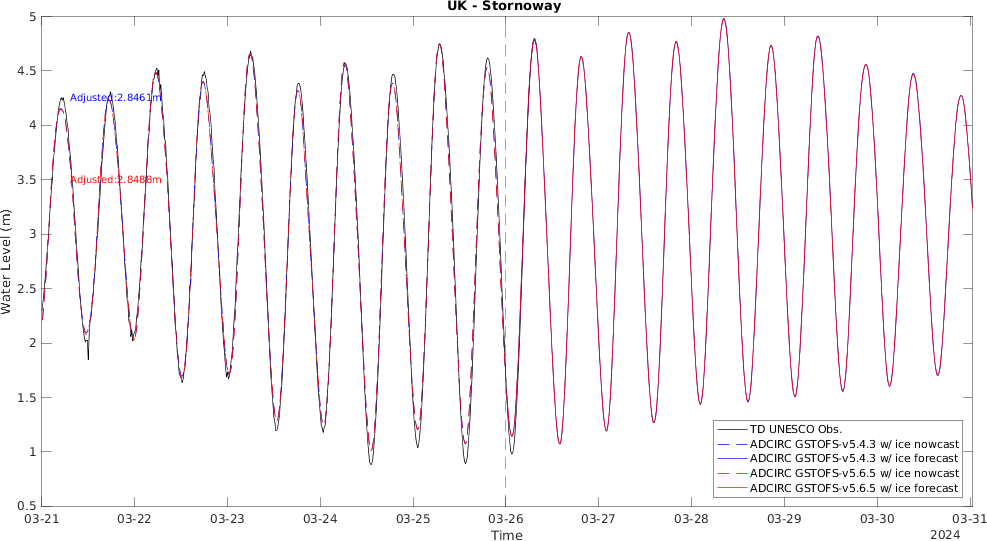 UK - Stornoway
5
4.5
4
3.5
3
2.5
2
1.5
1
0.5
Water Level (m)
Adjusted:2.8461m
Adjusted:2.8488m
TD UNESCO Obs.
ADCIRC GSTOFS-v5.4.3 w/ ice nowcast
ADCIRC GSTOFS-v5.4.3 w/ ice forecast
ADCIRC GSTOFS-v5.6.5 w/ ice nowcast
ADCIRC GSTOFS-v5.6.5 w/ ice forecast
03-21 03-22 03-23 03-24 03-25 03-26 03-27 03-28 03-29 03-30 03-31
Time
2024